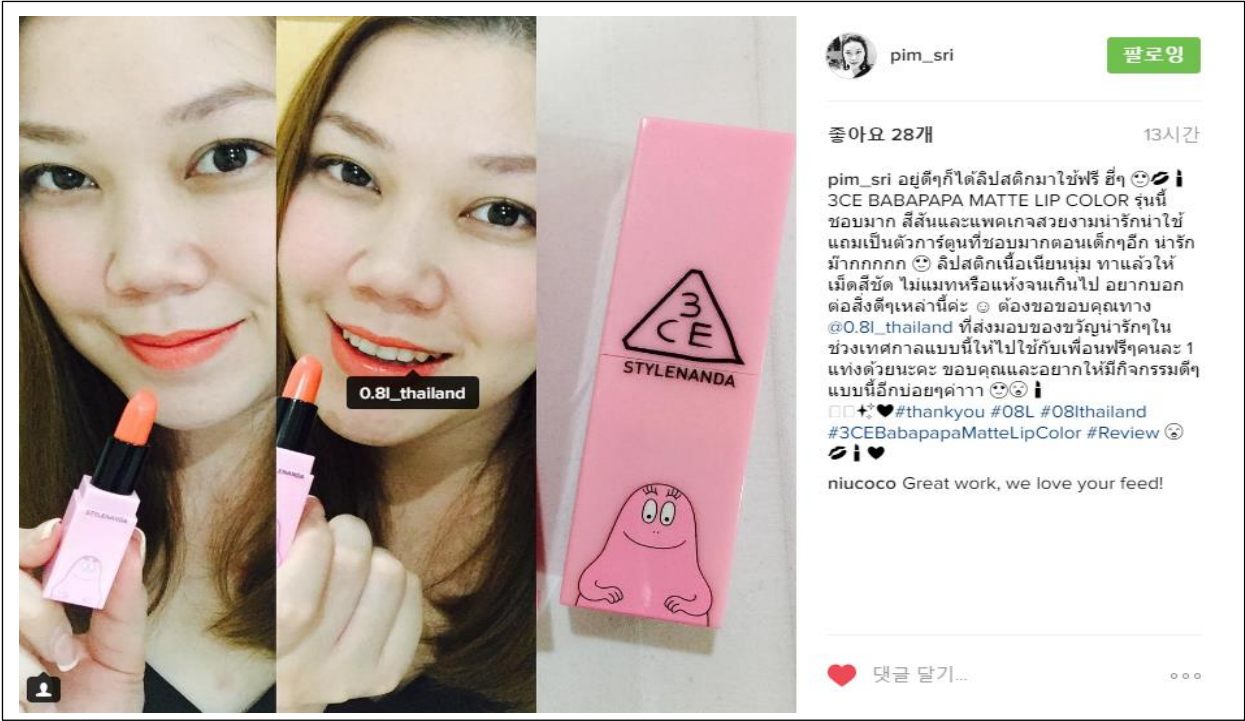 pim_sri
팔로잉
좋아요 28개
13시간
pim_sri อยู่ดีๆก็ได้ลิปสติกมาใช้ฟรี ฮี่ๆ
3CE BABAPAPA MATTE LIP COLOR รุ่นนี้
ชอบมาก สีสันและแพคเกจสวยงามน่ารักน่าใช้
แถมเป็นตัวการ์ตูนที่ชอบมากตอนเด็กๆอีก น่ารัก
ม๊ากกกกก 🙂 ลิปสติกเนื้อเนียนนุ่ม ทาแล้วให้
เม็ดสีชัด ไม่แมทหรือแห้งจนเกินไป อยากบอก
ต่อสิ่งดีๆเหล่านี้ค่ะ ☺ ต้องขอขอบคุณทาง
@0.8l_thailand ที่ส่งมอบของขวัญน่ารักๆใน
ช่วงเทศกาลแบบนี้ให้ไปใช้กับเพื่อนฟรีๆคนละ 1
แท่งด้วยนะคะ ขอบคุณและอยากให้มีกิจกรรมดีๆ
แบบนี้อีกบ่อยๆค่าาา
#thankyou #08L #08lthailand
#3CEBabapapaMatteLipColor #Review
niucoco Great work, we love your feed!
댓글 달기...
0.8l_thailand
3
CE
STYLENANDA
STYLENANDA